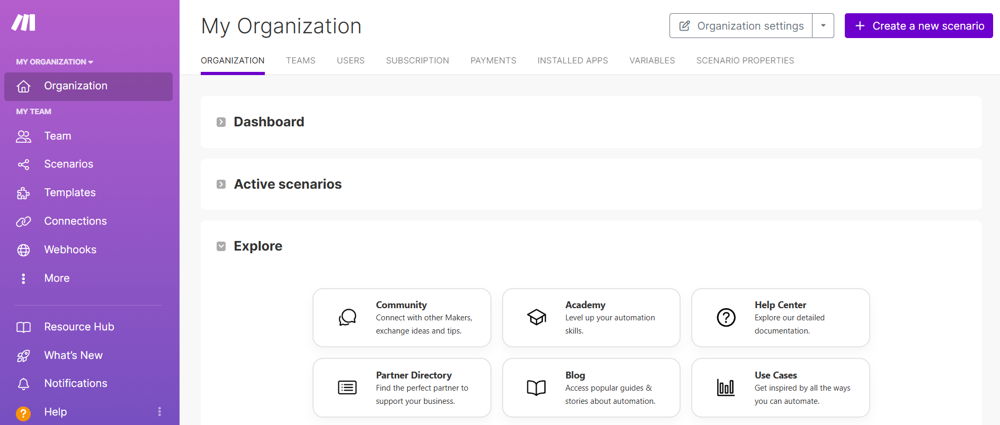 MY ORGANIZATION
Organization
MY TEAM
Team
Scenarios
Templates
Connections
Webhooks
More
Resource Hub
What's New
Notifications
? Help
My Organization
Organization settings
+ Create a new scenario
ORGANIZATION TEAMS USERS SUBSCRIPTION PAYMENTS INSTALLED APPS VARIABLES SCENARIO PROPERTIES
Dashboard
Active scenarios
Explore
Community
Connect with other Makers,
exchange ideas and tips.
Academy
Level up your automation
skills.
?
Help Center
Explore our detailed
documentation.
Partner Directory
Find the perfect partner to
support your business.
Blog
Access popular guides &
stories about automation.
Use Cases
Get inspired by all the ways
you can automate.